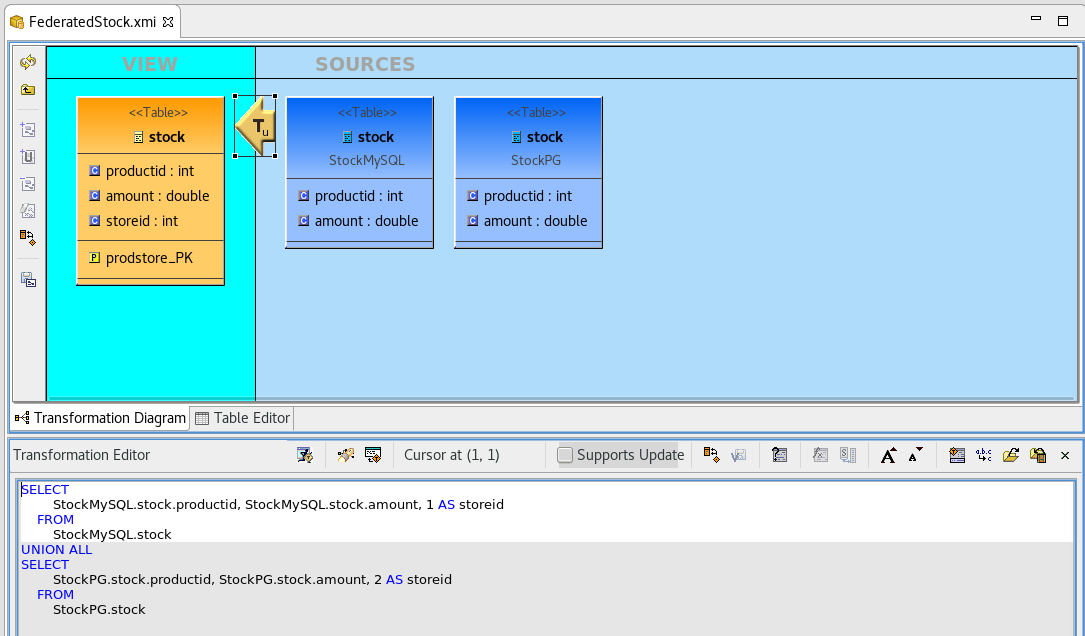 FederatedStock.xmi
VIEW SOURCES
<<Table>>
stock
productid : int
amount : double
storeid : int
prodstore_PK
Tu
<<Table>>
stock
StockMySQL
productid : int
amount : double
<<Table>>
stock
StockPG
productid : int
amount : double
Transformation Diagram Table Editor
Transformation Editor Cursor at (1, 1) Supports Update
SELECT
StockMySQL.stock.productid, StockMySQL.stock.amount, 1 AS storeid
FROM
StockMySQL.stock
UNION ALL
SELECT
StockPG.stock.productid, StockPG.stock.amount, 2 AS storeid
FROM
StockPG.stock